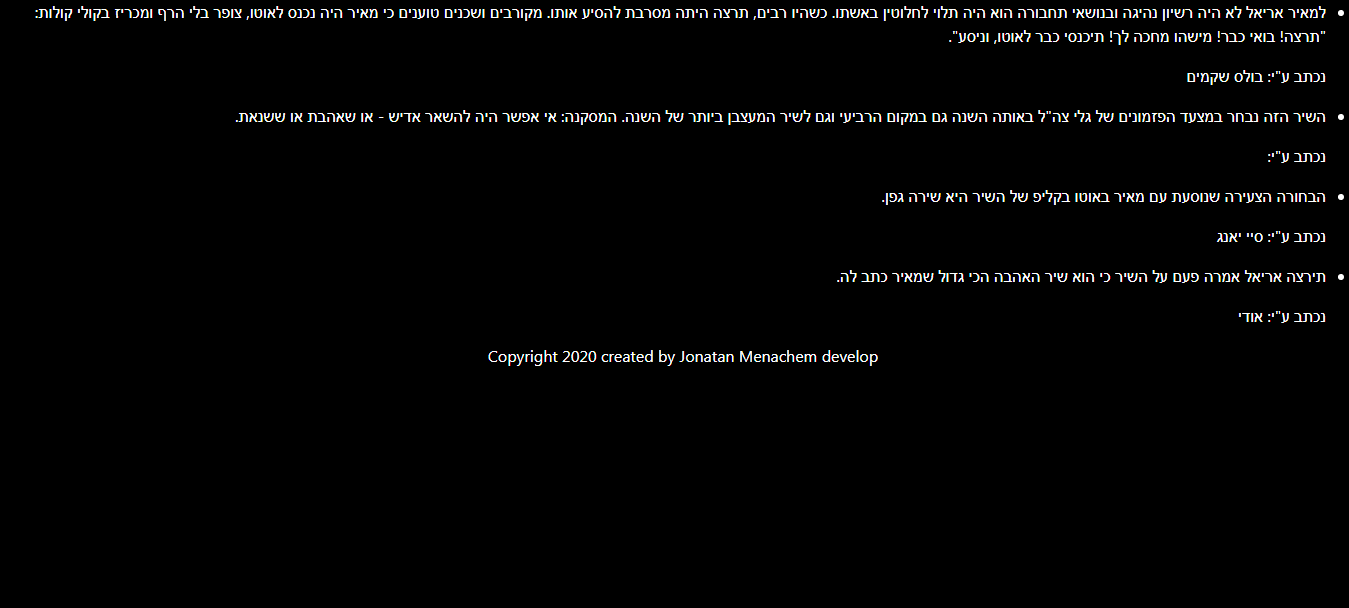 למאיר אריאל לא היה רשיון נהיגה ובנושאי תחבורה הוא היה תלוי לחלוטין באשתו. כשהיו רבים, תרצה היתה מסרבת להסיע אותו. מקורבים ושכנים טוענים כי מאיר היה נכנס לאוטו, צופר בלי הרף ומכריז בקולי קולות:
"תרצה! בואי כבר! מישהו מחכה לך! תיכנסי כבר לאוטו, וניסע".
נכתב ע"י: בולס שקמים
השיר הזה נבחר במצעד הפזמונים של גלי צה"ל באותה השנה גם במקום הרביעי וגם לשיר המעצבן ביותר של השנה. המסקנה: אי אפשר היה להשאר אדיש - או שאהבת או ששנאת.
נכתב ע"י:
הבחורה הצעירה שנוסעת עם מאיר באוטו בקליפ של השיר היא שירה גפן.
נכתב ע"י: סיי יאנג
תירצה אריאל אמרה פעם על השיר כי הוא שיר האהבה הכי גדול שמאיר כתב לה.
נכתב ע"י: אודי
Copyright 2020 created by Jonatan Menachem develop